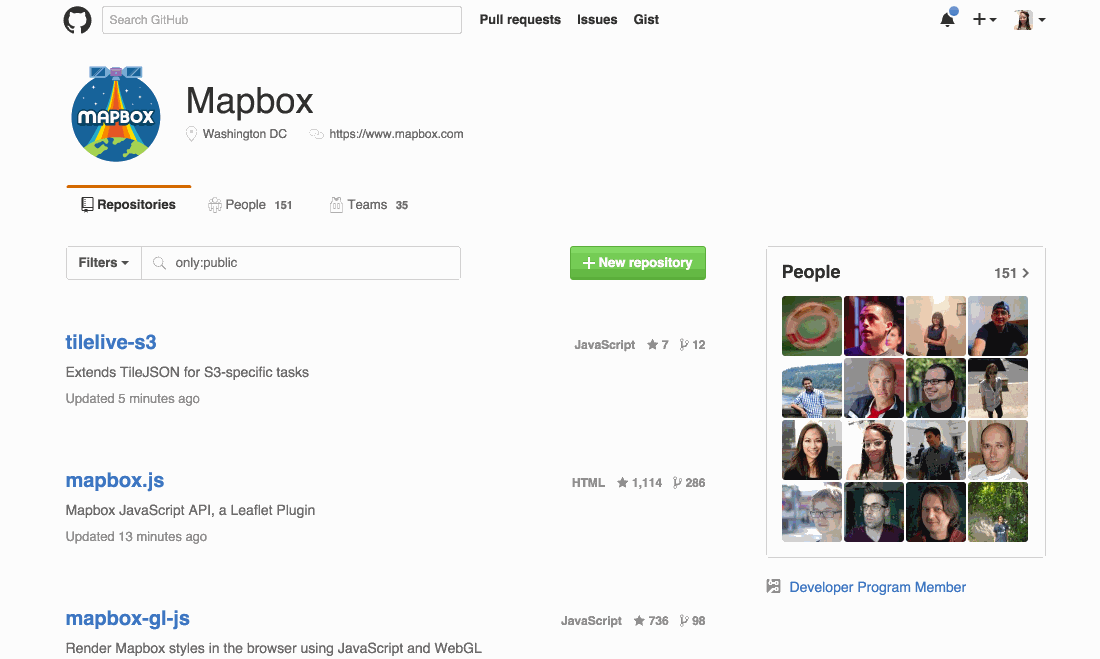 Search GitHub Pull requests Issues Gist
MAPBOX
Mapbox
Washington DC https://www.mapbox.com
Repositories People 151 Teams 35
Filters only:public New repository
People 151
tilelive-s3 JavaScript 7 12
Extends TileJSON for S3-specific tasks
Updated 5 minutes ago
mapbox.js HTML 1,114 286
Mapbox JavaScript API, a Leaflet Plugin
Updated 13 minutes ago
Developer Program Member
mapbox-gl-js JavaScript 736 98
Render Mapbox styles in the browser using JavaScript and WebGL